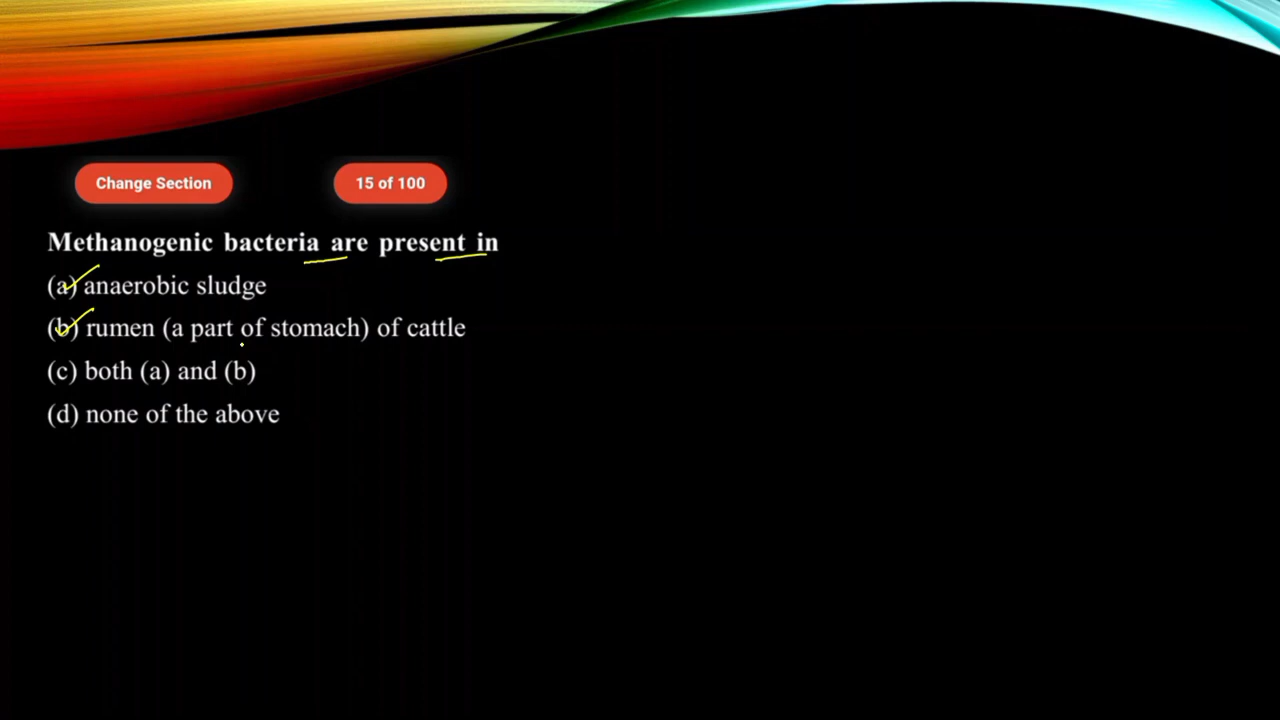 Change Section
15 of 100
Methanogenic bacteria are present in
(a) anaerobic sludge
(b) rumen (a part of stomach) of cattle
(c) both (a) and (b)
(d) none of the above